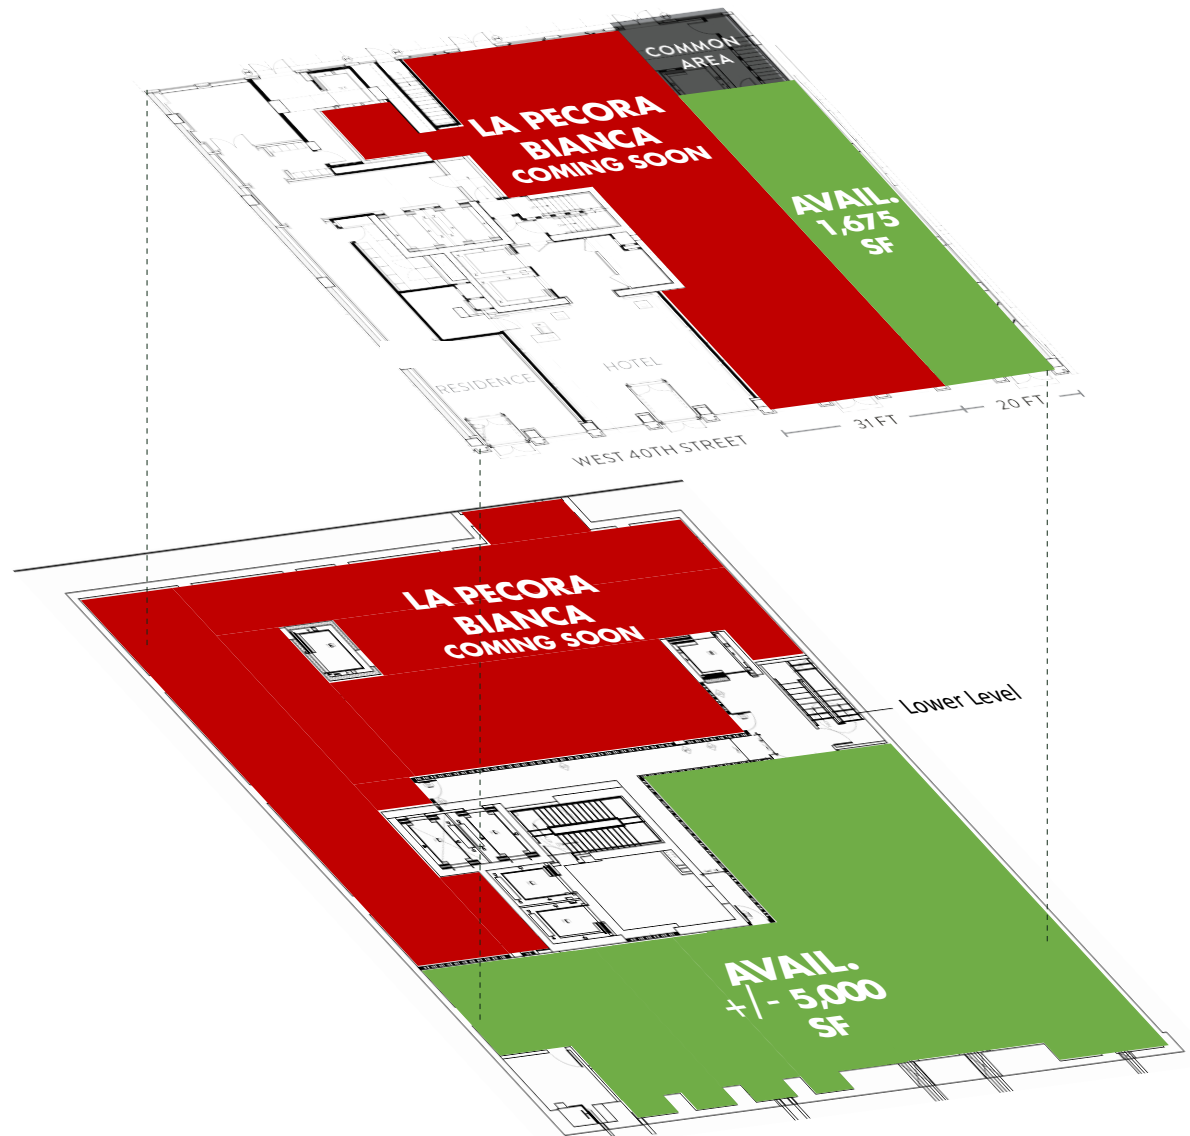 COMMON
AREA
LA PECORA
BIANCA
COMING SOON
AVAIL.
1,675
SF
RESIDENCE
HOTEL
WEST 40TH STREET
31 FT
20 FT
LA PECORA
BIANCA
COMING SOON
Lower Level
AVAIL.
+/- 5,000
SF